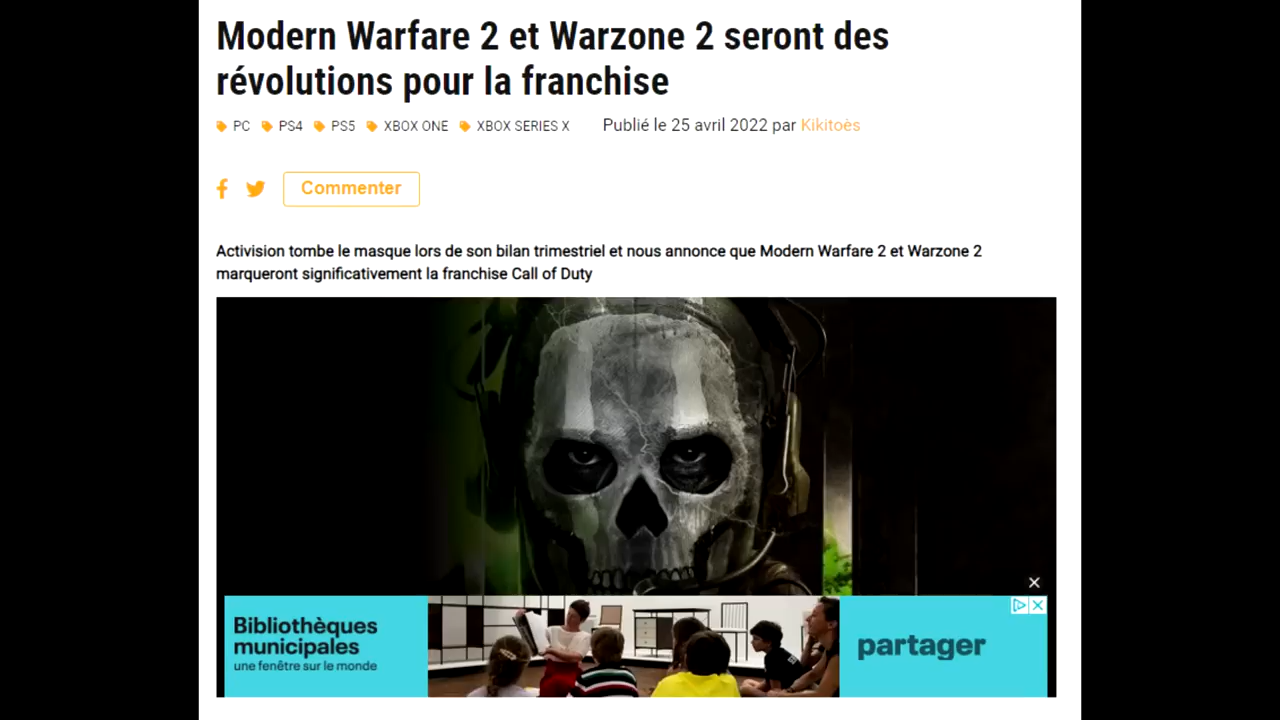 Modern Warfare 2 et Warzone 2 seront des
révolutions pour la franchise
PC PS4 PS5 XBOX ONE XBOX SERIES X Publié le 25 avril 2022 par Kikitoès
Commenter
Activision tombe le masque lors de son bilan trimestriel et nous annonce que Modern Warfare 2 et Warzone 2
marqueront significativement la franchise Call of Duty
Bibliothèques
municipales
une fenêtre sur le monde
partager